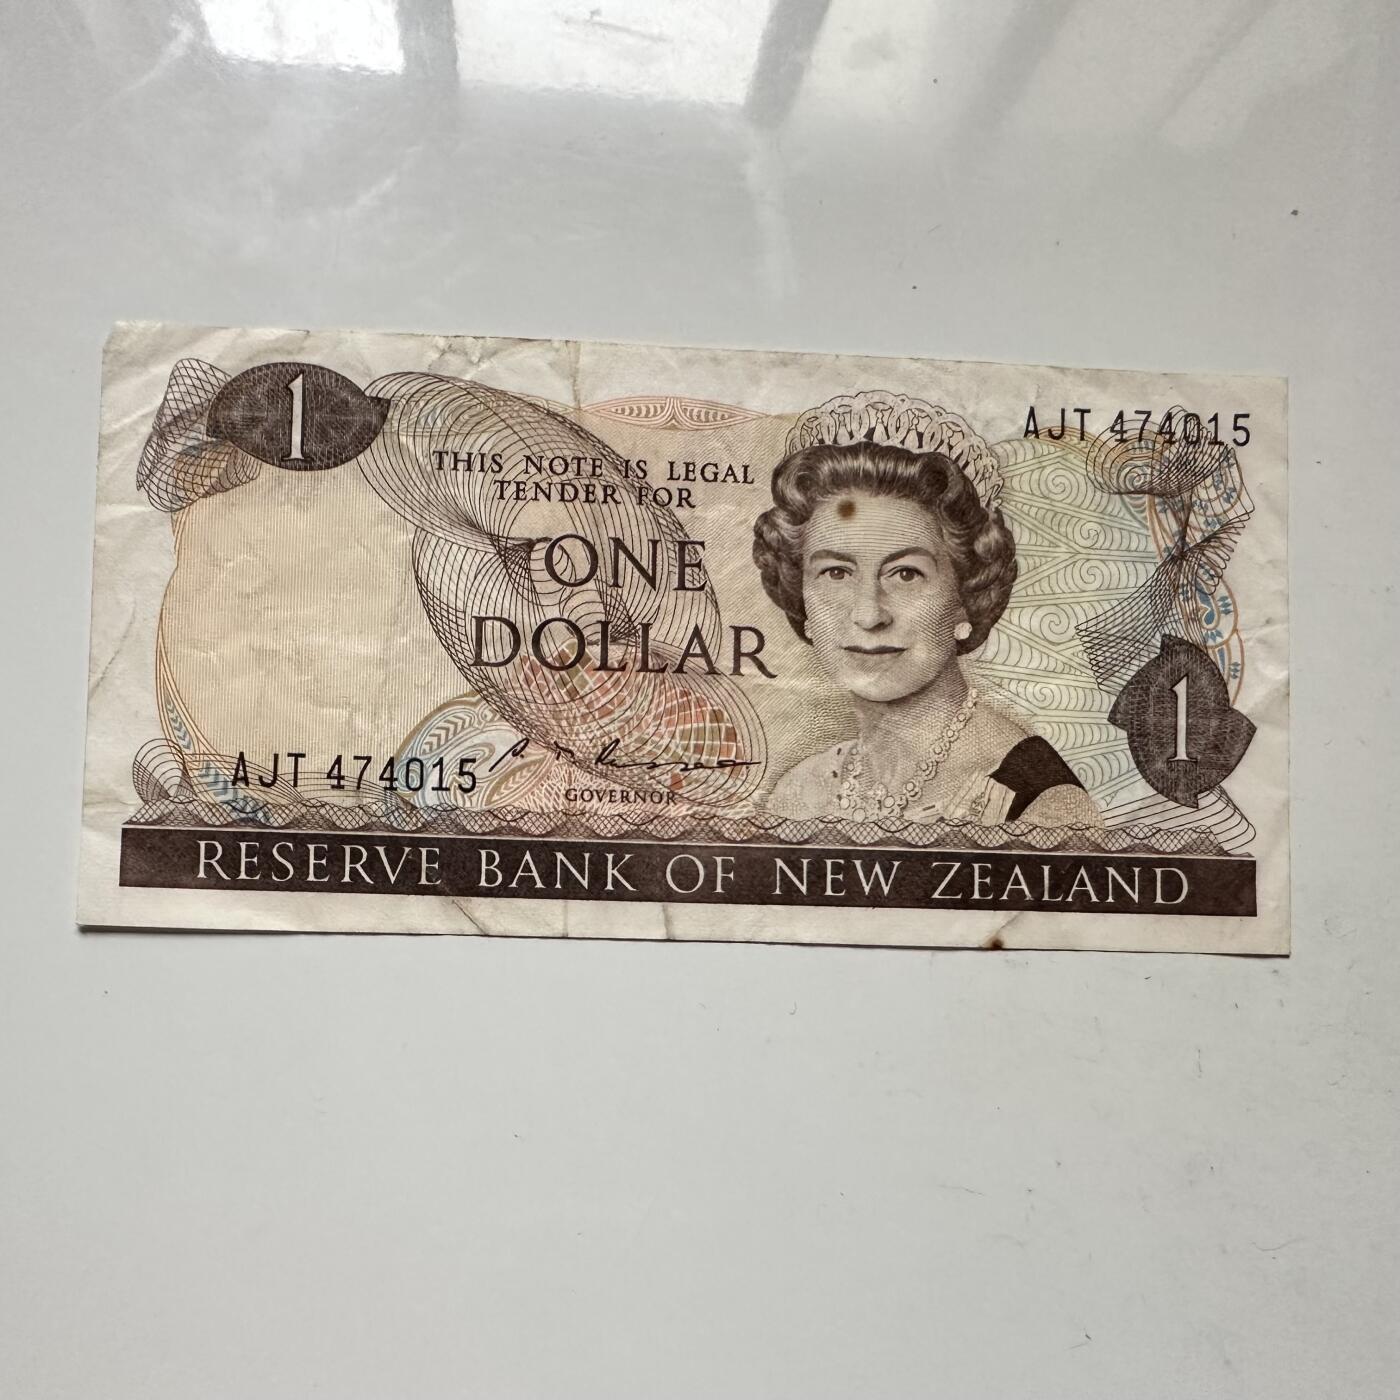 1
AJT 474015
THIS NOTE IS LEGAL
TENDER FOR
ONE
DOLLAR
1
AJT 474015
GOVERNOR
RESERVE BANK OF NEW ZEALAND